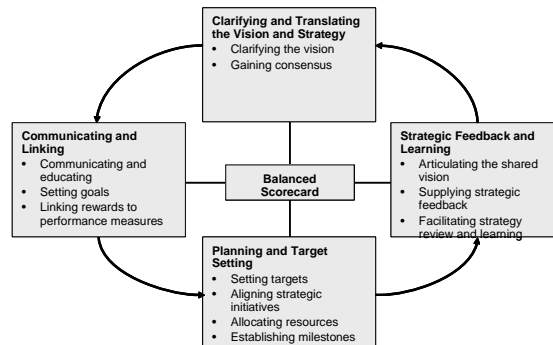 Clarifying and Translating
the Vision and Strategy
• Clarifying the vision
• Gaining consensus
Communicating and
Linking
• Communicating and
educating
• Setting goals
• Linking rewards to
performance measures
Balanced
Scorecard
Strategic Feedback and
Learning
• Articulating the shared
vision
• Supplying strategic
feedback
• Facilitating strategy
review and learning
Planning and Target
Setting
• Setting targets
• Aligning strategic
initiatives
• Allocating resources
• Establishing milestones